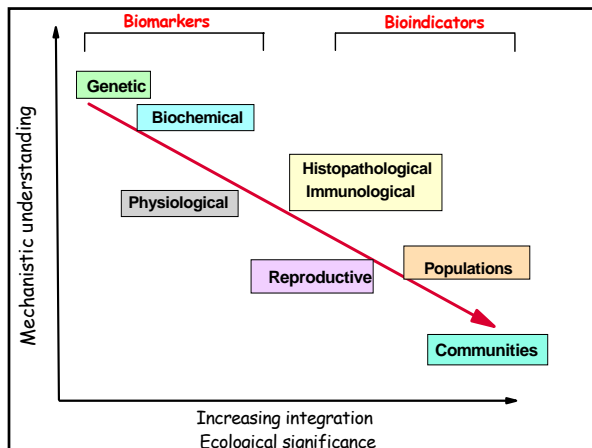 Biomarkers
Bioindicators
Genetic
Biochemical
Histopathological
Immunological
Physiological
Reproductive
Populations
Communities
Mechanistic understanding
Increasing integration
Ecological significance